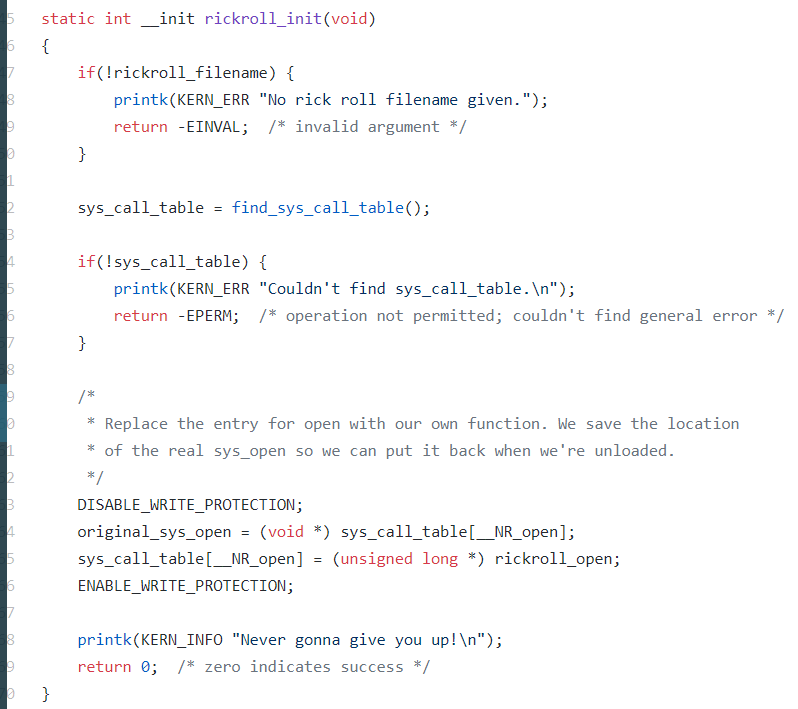 5 static int __init rickroll_init(void)
6 {
7 if(!rickroll_filename) {
8 printk(KERN_ERR "No rick roll filename given.");
9 return -EINVAL;  /* invalid argument */
0 }
1
2 sys_call_table = find_sys_call_table();
3
4 if(!sys_call_table) {
5 printk(KERN_ERR "Couldn't find sys_call_table.\n");
6 return -EPERM;  /* operation not permitted; couldn't find general error */
7 }
8
9 /*
0 * Replace the entry for open with our own function. We save the location
1 * of the real sys_open so we can put it back when we're unloaded.
2 */
3 DISABLE_WRITE_PROTECTION;
4 original_sys_open = (void *) sys_call_table[__NR_open];
5 sys_call_table[__NR_open] = (unsigned long *) rickroll_open;
6 ENABLE_WRITE_PROTECTION;
7
8 printk(KERN_INFO "Never gonna give you up!\n");
9 return 0;  /* zero indicates success */
0 }